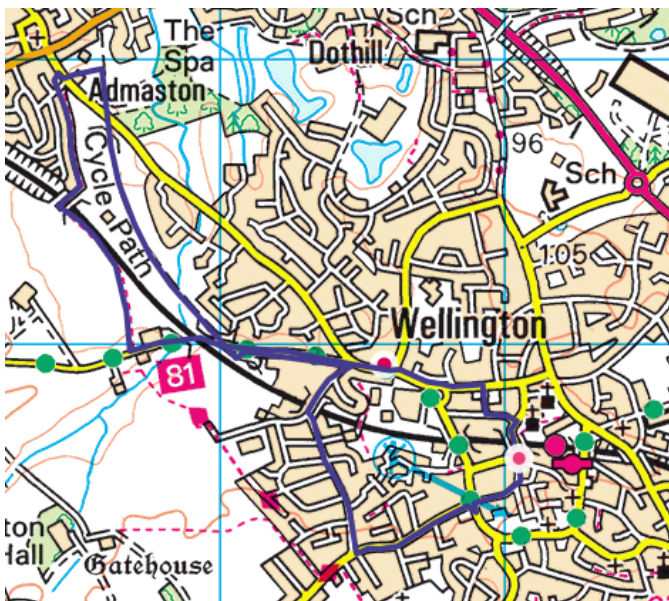 Sch
The
Spa
Dothill
Admaston
96
Sch
Cycle Path
105
Wellington
81
ton
Hall
Gatehouse